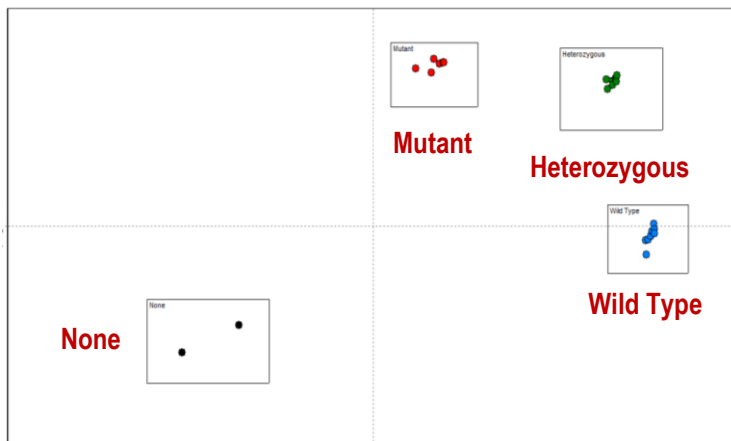 Mutant
Heterozygous
Mutant
Heterozygous
Wild Type
Wild Type
None
None